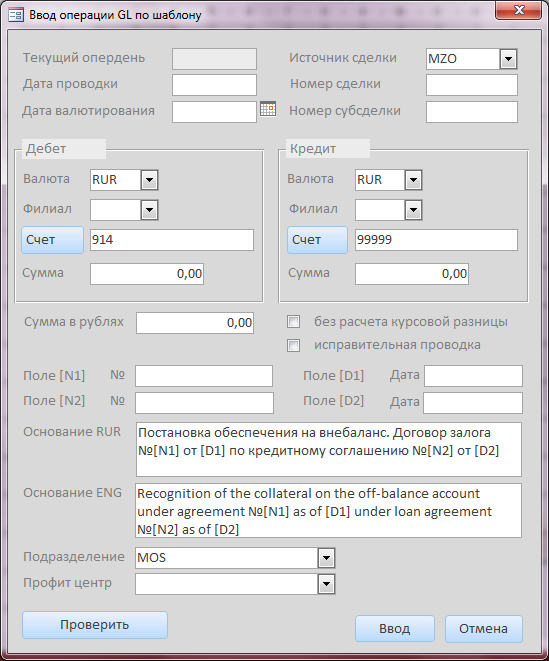 Ввод операции GL по шаблону
Текущий опердень
Источник сделки MZO
Дата проводки
Номер сделки
Дата валютирования
Номер субсделки
Дебет
Валюта RUR
Филиал
Счет 914
Сумма 0,00
Кредит
Валюта RUR
Филиал
Счет 99999
Сумма 0,00
Сумма в рублях 0,00
без расчета курсовой разницы
исправительная проводка
Поле [N1] № Поле [D1] Дата
Поле [N2] № Поле [D2] Дата
Основание RUR Постановка обеспечения на внебаланс. Договор залога
№[N1] от [D1] по кредитному соглашению №[N2] от [D2]
Основание ENG Recognition of the collateral on the off-balance account
under agreement №[N1] as of [D1] under loan agreement
№[N2] as of [D2]
Подразделение MOS
Профит центр
Проверить Ввод Отмена